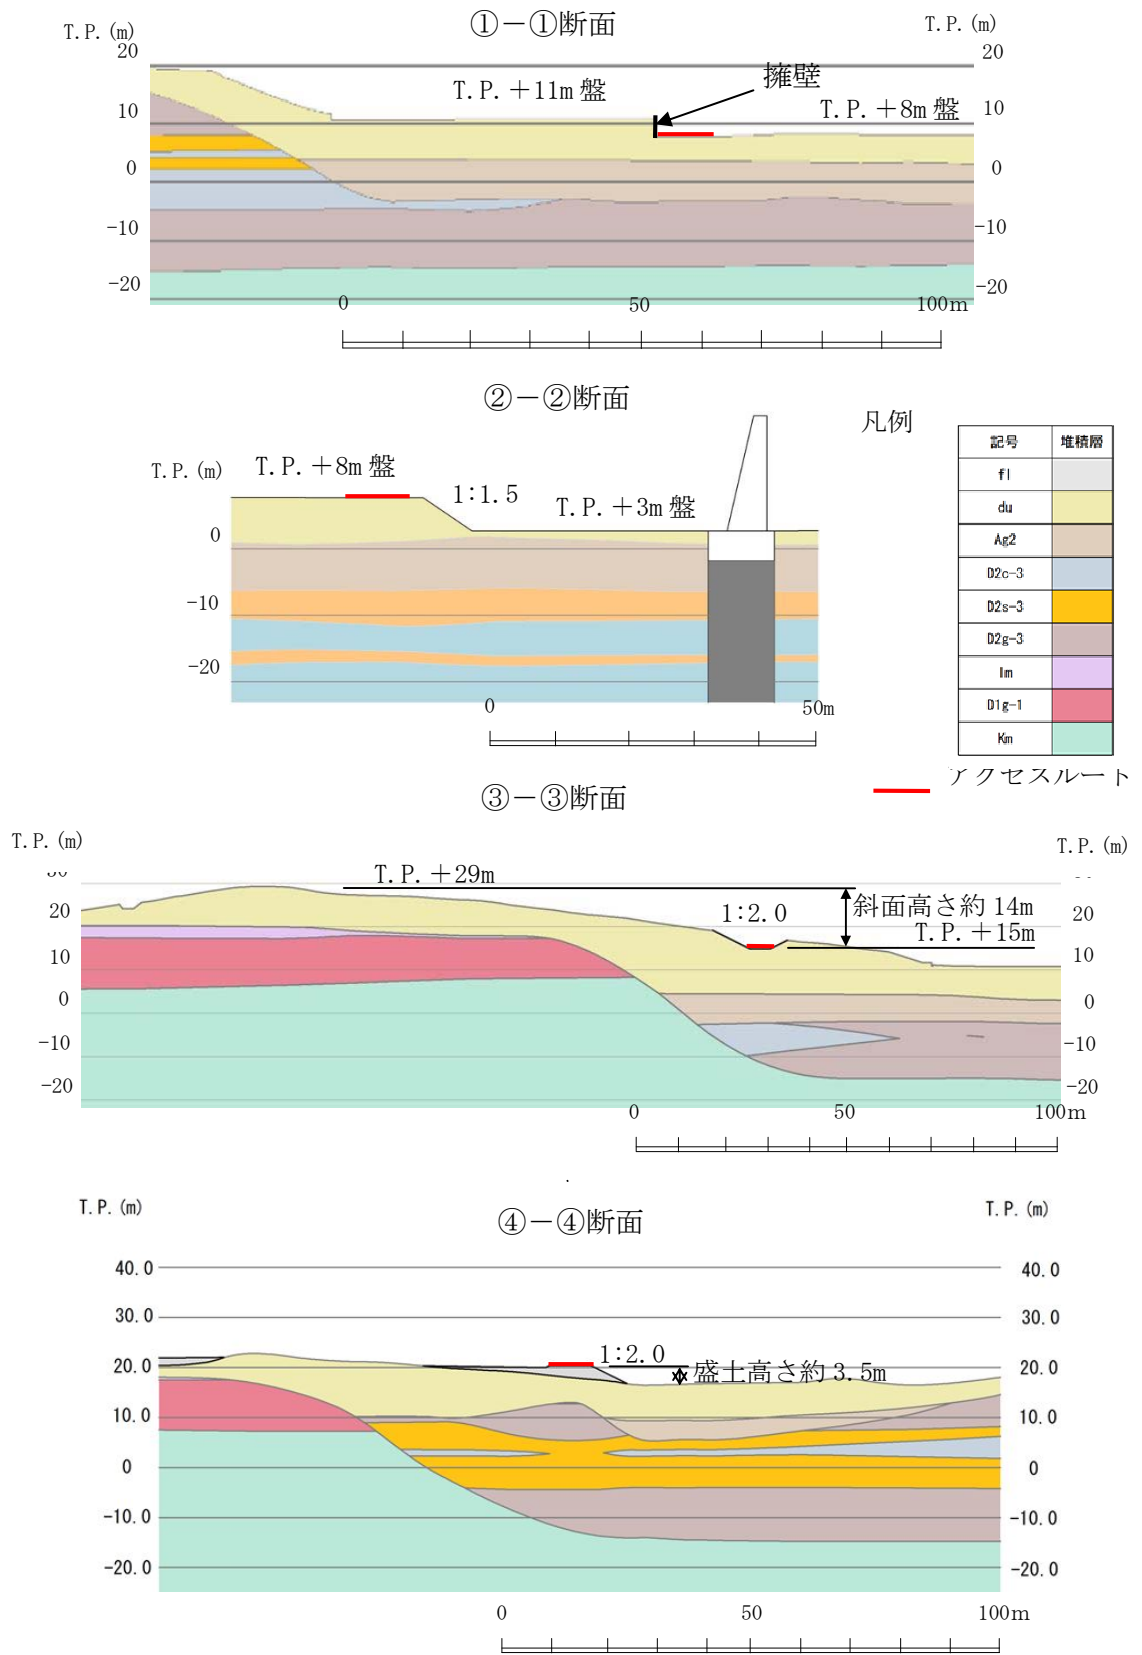 ①－①断面
T.P.(m)
T.P.(m)
20
20
T.P.＋11m盤
擁壁
T.P.＋8m盤
10
10
0
0
-10
-10
-20
-20
0
50
100m
②－②断面
凡例
T.P.(m)
T.P.＋8m盤
1:1.5
T.P.＋3m盤
0
-10
-20
0
50m
記号 堆積層
fl
du
Ag2
D2c-3
D2s-3
D2g-3
lm
D1g-1
Km
アクセスルート
③－③断面
T.P.(m)
T.P.(m)
T.P.＋29m
20
20
1:2.0
斜面高さ約14m
T.P.＋15m
10
10
0
0
-10
-10
-20
-20
0
50
100m
T.P.(m)
T.P.(m)
④－④断面
40.0
40.0
30.0
30.0
20.0
20.0
1:2.0
盛土高さ約3.5m
10.0
10.0
0
0
-10.0
-10.0
-20.0
-20.0
0
50
100m